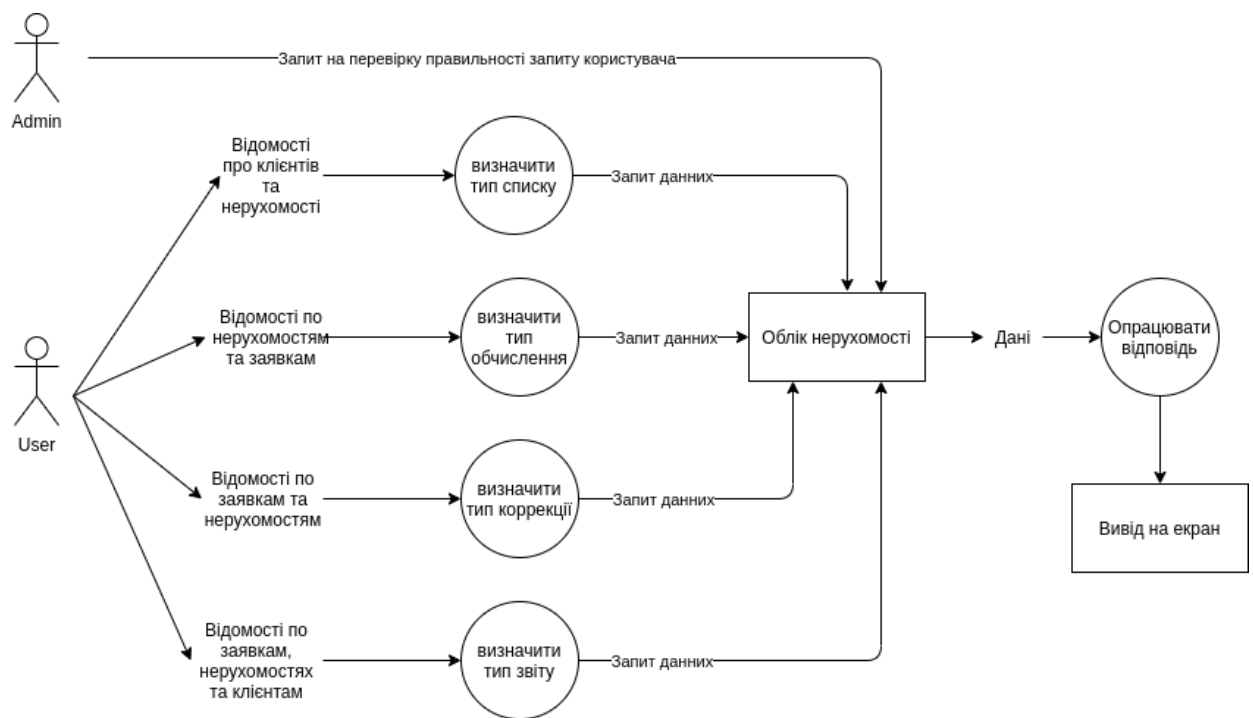 Запит на перевірку правильності запиту користувача
Admin
Відомості
про клієнтів
та
нерухомості
визначити
тип списку
Запит данних
User
Відомості по
нерухомостям
та заявкам
визначити
тип
обчислення
Запит данних
Облік нерухомості
Дані
Опрацювати
відповідь
Відомості по
заявкам та
нерухомостям
визначити
тип коррекції
Запит данних
Вивід на екран
Відомості по
заявкам,
нерухомостях
та клієнтам
визначити
тип звіту
Запит данних